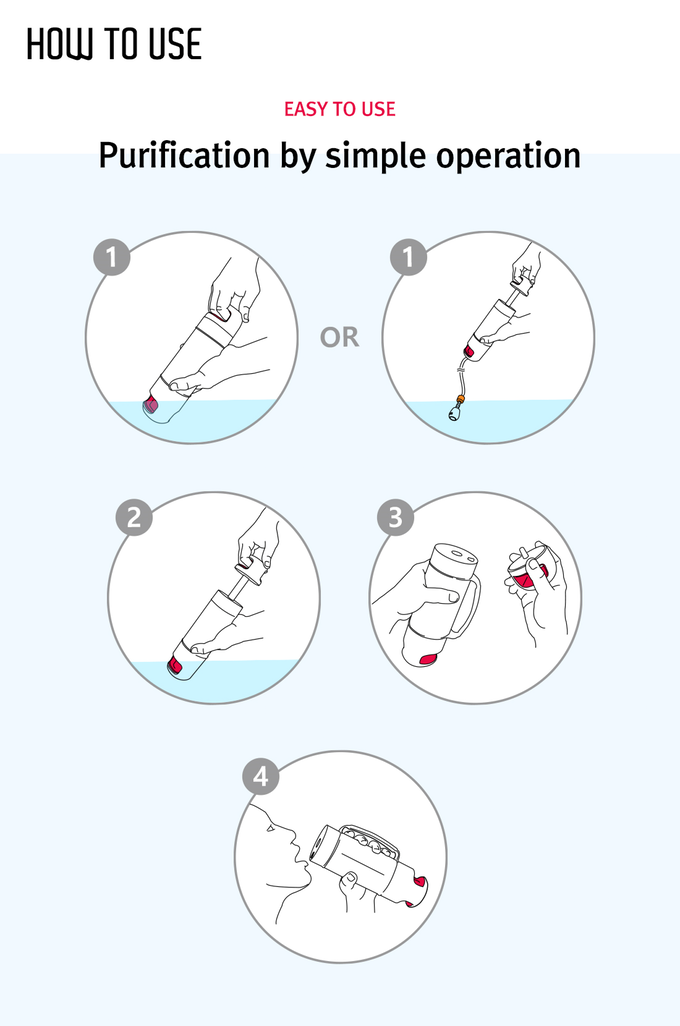 HOW TO USE
EASY TO USE
Purification by simple operation
1
OR
1
2
3
4